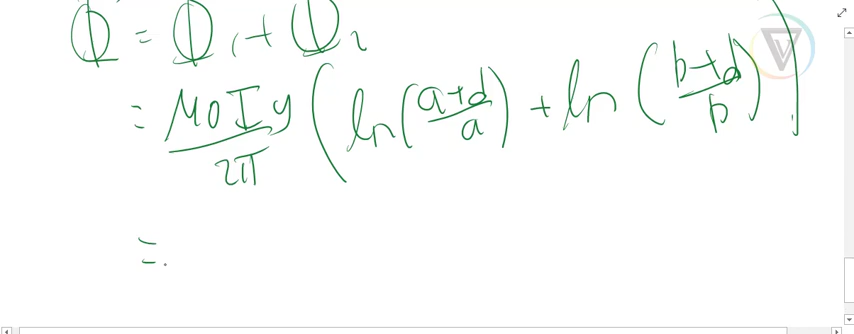 Φ = Φ₁ + Φ₂
= μ0Iy/2π (ln((a+d)/a) + ln((b+d)/b))
=